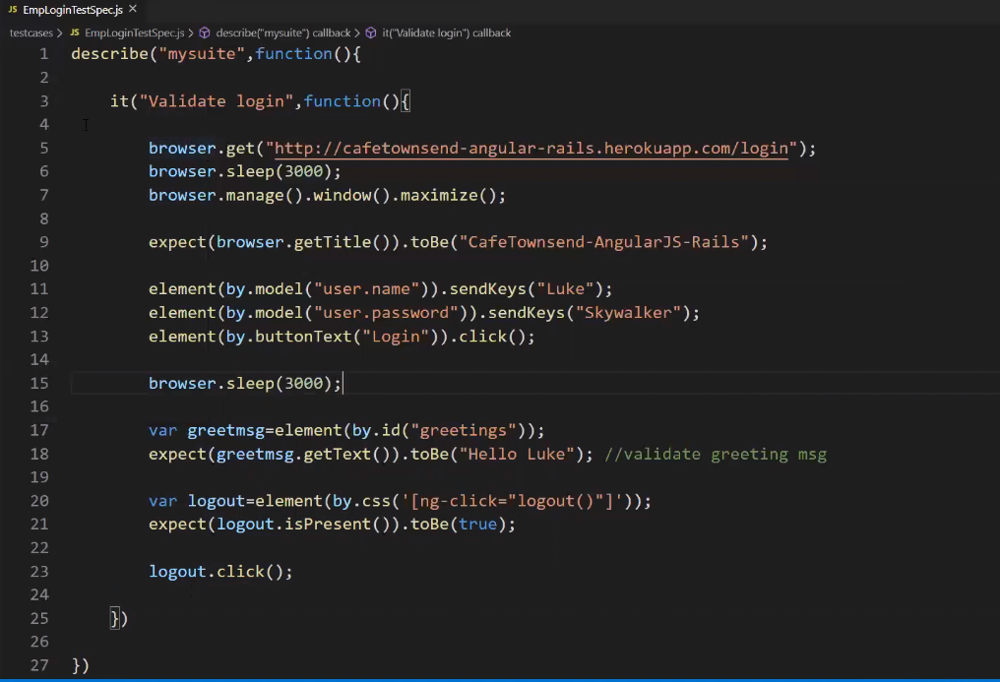 JS EmpLoginTestSpec.js ×
testcases > JS EmpLoginTestSpec.js > describe("mysuite") callback > it("Validate login") callback
1 describe("mysuite",function(){
2
3 it("Validate login",function(){
4
5 browser.get("http://cafetownsend-angular-rails.herokuapp.com/login");
6 browser.sleep(3000);
7 browser.manage().window().maximize();
8
9 expect(browser.getTitle()).toBe("CafeTownsend-AngularJS-Rails");
10
11 element(by.model("user.name")).sendKeys("Luke");
12 element(by.model("user.password")).sendKeys("Skywalker");
13 element(by.buttonText("Login")).click();
14
15 browser.sleep(3000);
16
17 var greetmsg=element(by.id("greetings"));
18 expect(greetmsg.getText()).toBe("Hello Luke"); //validate greeting msg
19
20 var logout=element(by.css('[ng-click="logout()"]'));
21 expect(logout.isPresent()).toBe(true);
22
23 logout.click();
24
25 })
26
27 })